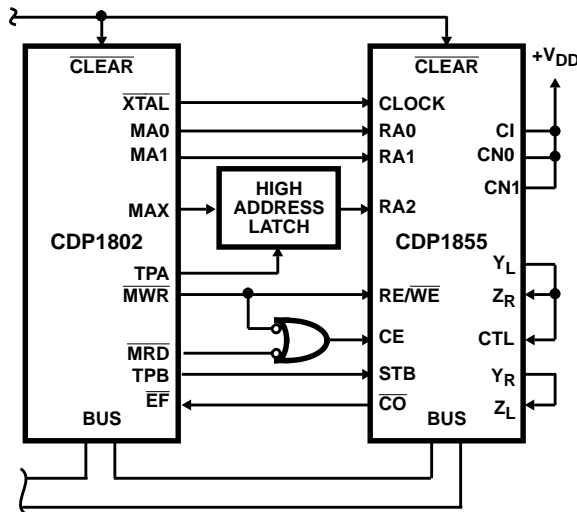 CLEAR
CLEAR
+VDD
XTAL
CLOCK
MA0
RA0
CI
MA1
RA1
CN0
CN1
HIGH
ADDRESS
LATCH
MAX
RA2
CDP1802
CDP1855
TPA
YL
MWR
RE/WE
ZR
CE
CTL
MRD
TPB
STB
YR
EF
CO
ZL
BUS
BUS